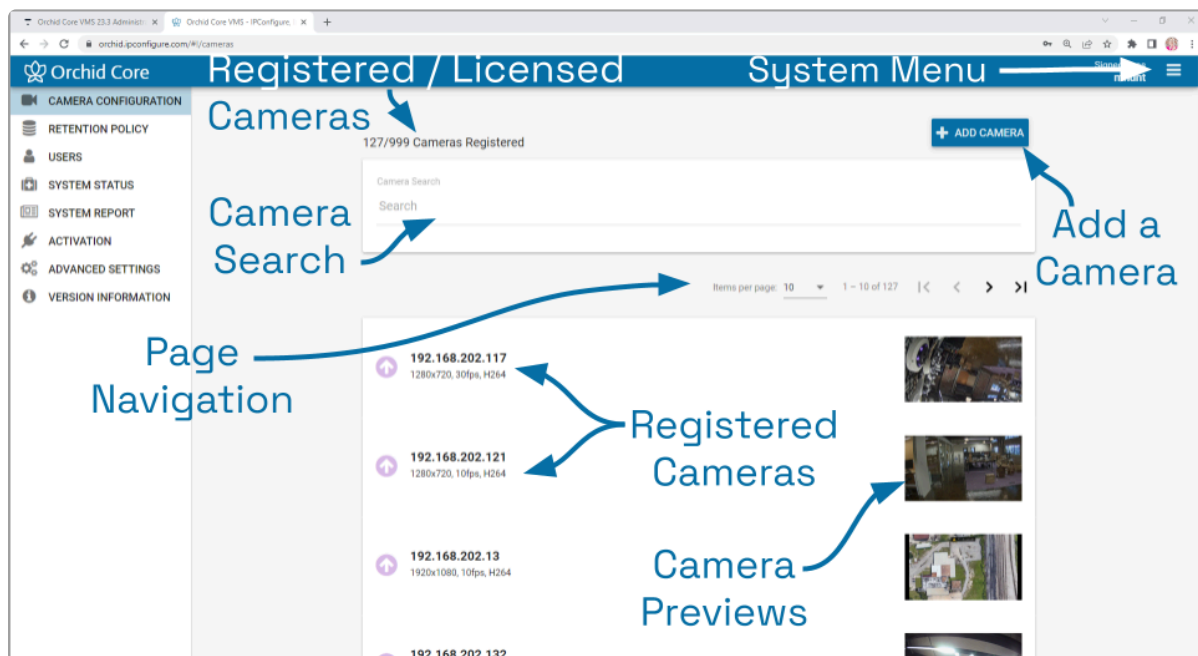 Orchid Core VMS 23.3 Administr
Orchid Core VMS - IPConfigure,
orchid.ipconfigure.com/#!/cameras
Orchid Core
Registered / Licensed
Cameras
System Menu
CAMERA CONFIGURATION
RETENTION POLICY
USERS
SYSTEM STATUS
SYSTEM REPORT
ACTIVATION
ADVANCED SETTINGS
VERSION INFORMATION
127/999 Cameras Registered
ADD CAMERA
Camera Search
Search
Camera
Search
Add a
Camera
Items per page: 10
1 – 10 of 127
Page
Navigation
192.168.202.117
1280x720, 30fps, H264
Registered
Cameras
192.168.202.121
1280x720, 10fps, H264
192.168.202.13
1920x1080, 10fps, H264
Camera
Previews
192.168.202.132